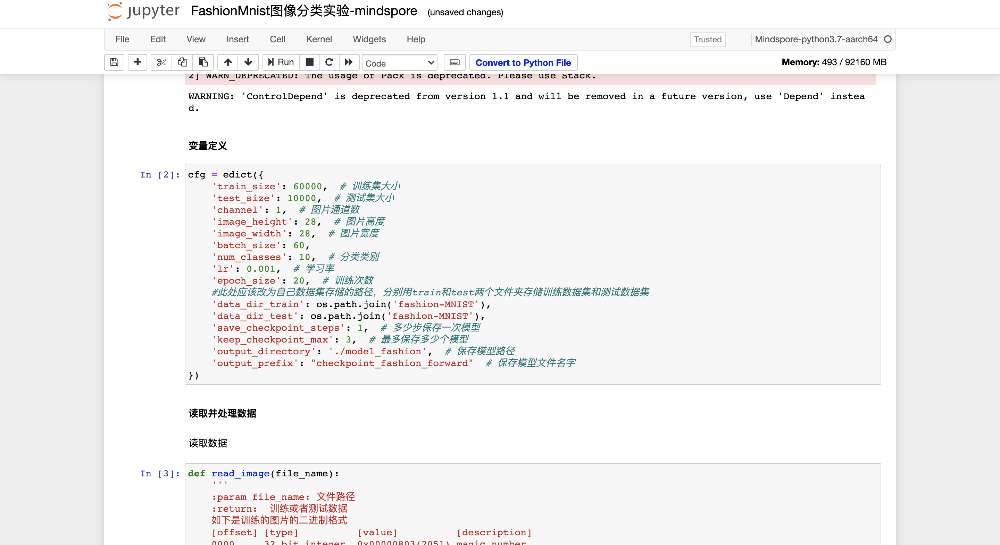 jupyter FashionMnist图像分类实验-mindspore (unsaved changes)
File Edit View Insert Cell Kernel Widgets Help Trusted Mindspore-python3.7-aarch64
Run Code Convert to Python File Memory: 493 / 92160 MB
2] WARN_DEPRECATED: The usage of Pack is deprecated. Please use Stack.
WARNING: 'ControlDepend' is deprecated from version 1.1 and will be removed in a future version, use 'Depend' instea
d.
变量定义
In [2]: cfg = edict({
'train_size': 60000,  # 训练集大小
'test_size': 10000,  # 测试集大小
'channel': 1,  # 图片通道数
'image_height': 28,  # 图片高度
'image_width': 28,  # 图片宽度
'batch_size': 60,
'num_classes': 10,  # 分类类别
'lr': 0.001,  # 学习率
'epoch_size': 20,  # 训练次数
#此处应该改为自己数据集存储的路径，分别用train和test两个文件夹存储训练数据集和测试数据集
'data_dir_train': os.path.join('fashion-MNIST'),
'data_dir_test': os.path.join('fashion-MNIST'),
'save_checkpoint_steps': 1,  # 多少步保存一次模型
'keep_checkpoint_max': 3,  # 最多保存多少个模型
'output_directory': './model_fashion',  # 保存模型路径
'output_prefix': "checkpoint_fashion_forward"  # 保存模型文件名字
})
读取并处理数据
读取数据
In [3]: def read_image(file_name):
'''
:param file_name: 文件路径
:return:  训练或者测试数据
如下是训练的图片的二进制格式
[offset] [type]          [value]          [description]
0000     32 bit integer  0x00000803(2051) magic number